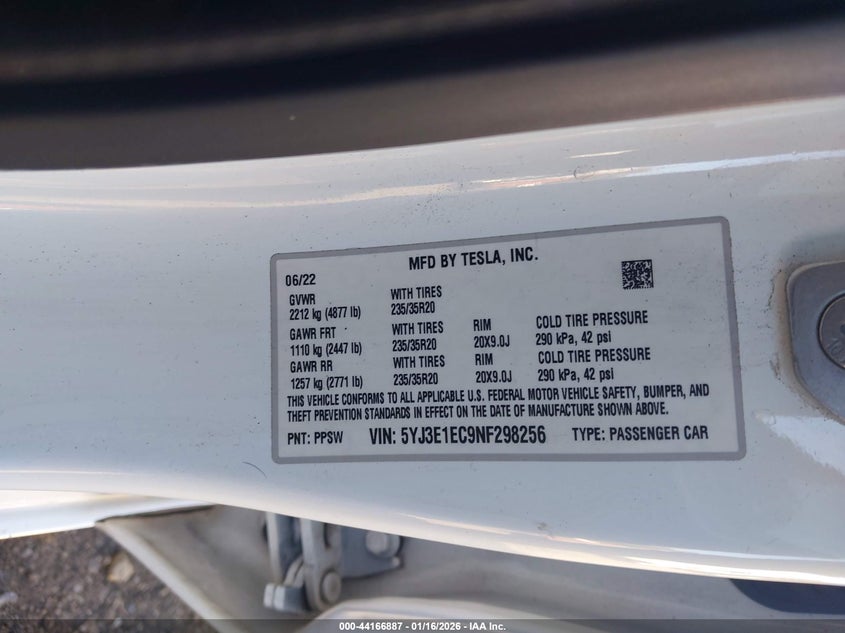 MFD BY TESLA, INC.
06/22
GVWR WITH TIRES
2212 kg (4877 lb) 235/35R20
GAWR FRT WITH TIRES RIM COLD TIRE PRESSURE
1110 kg (2447 lb) 235/35R20 20X9.0J 290 kPa, 42 psi
GAWR RR WITH TIRES RIM COLD TIRE PRESSURE
1257 kg (2771 lb) 235/35R20 20X9.0J 290 kPa, 42 psi
THIS VEHICLE CONFORMS TO ALL APPLICABLE U.S. FEDERAL MOTOR VEHICLE SAFETY, BUMPER, AND
THEFT PREVENTION STANDARDS IN EFFECT ON THE DATE OF MANUFACTURE SHOWN ABOVE.
PNT: PPSW VIN: 5YJ3E1EC9NF298256 TYPE: PASSENGER CAR
000-44166887 - 01/16/2026 - IAA Inc.